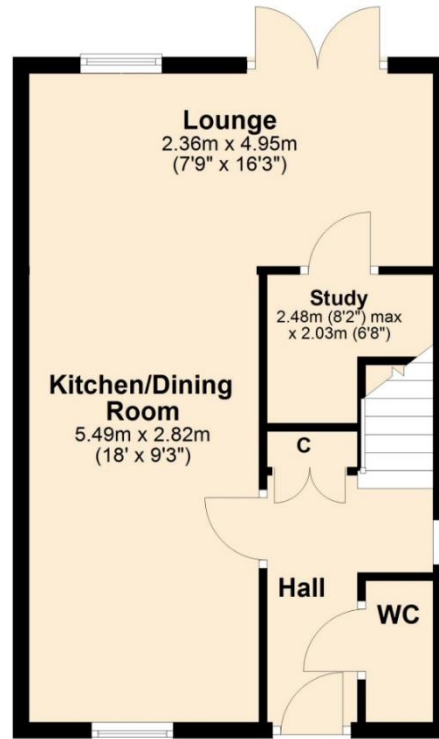 Lounge
2.36m x 4.95m
(7'9" x 16'3")
Study
2.48m (8'2") max
x 2.03m (6'8")
Kitchen/Dining
Room
5.49m x 2.82m
(18' x 9'3")
C
Hall
WC